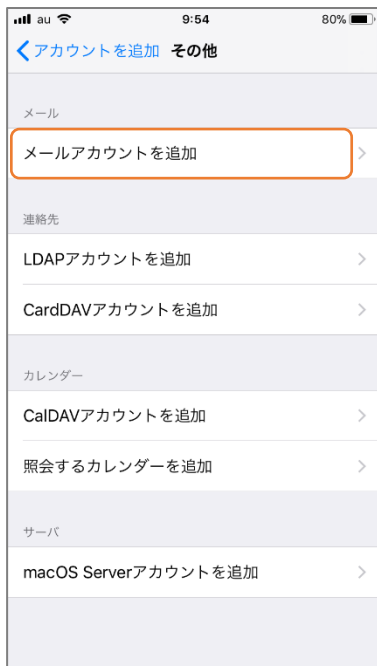 au 9:54 80%
アカウントを追加 その他
メール
メールアカウントを追加
連絡先
LDAPアカウントを追加
CardDAVアカウントを追加
カレンダー
CalDAVアカウントを追加
照会するカレンダーを追加
サーバ
macOS Serverアカウントを追加